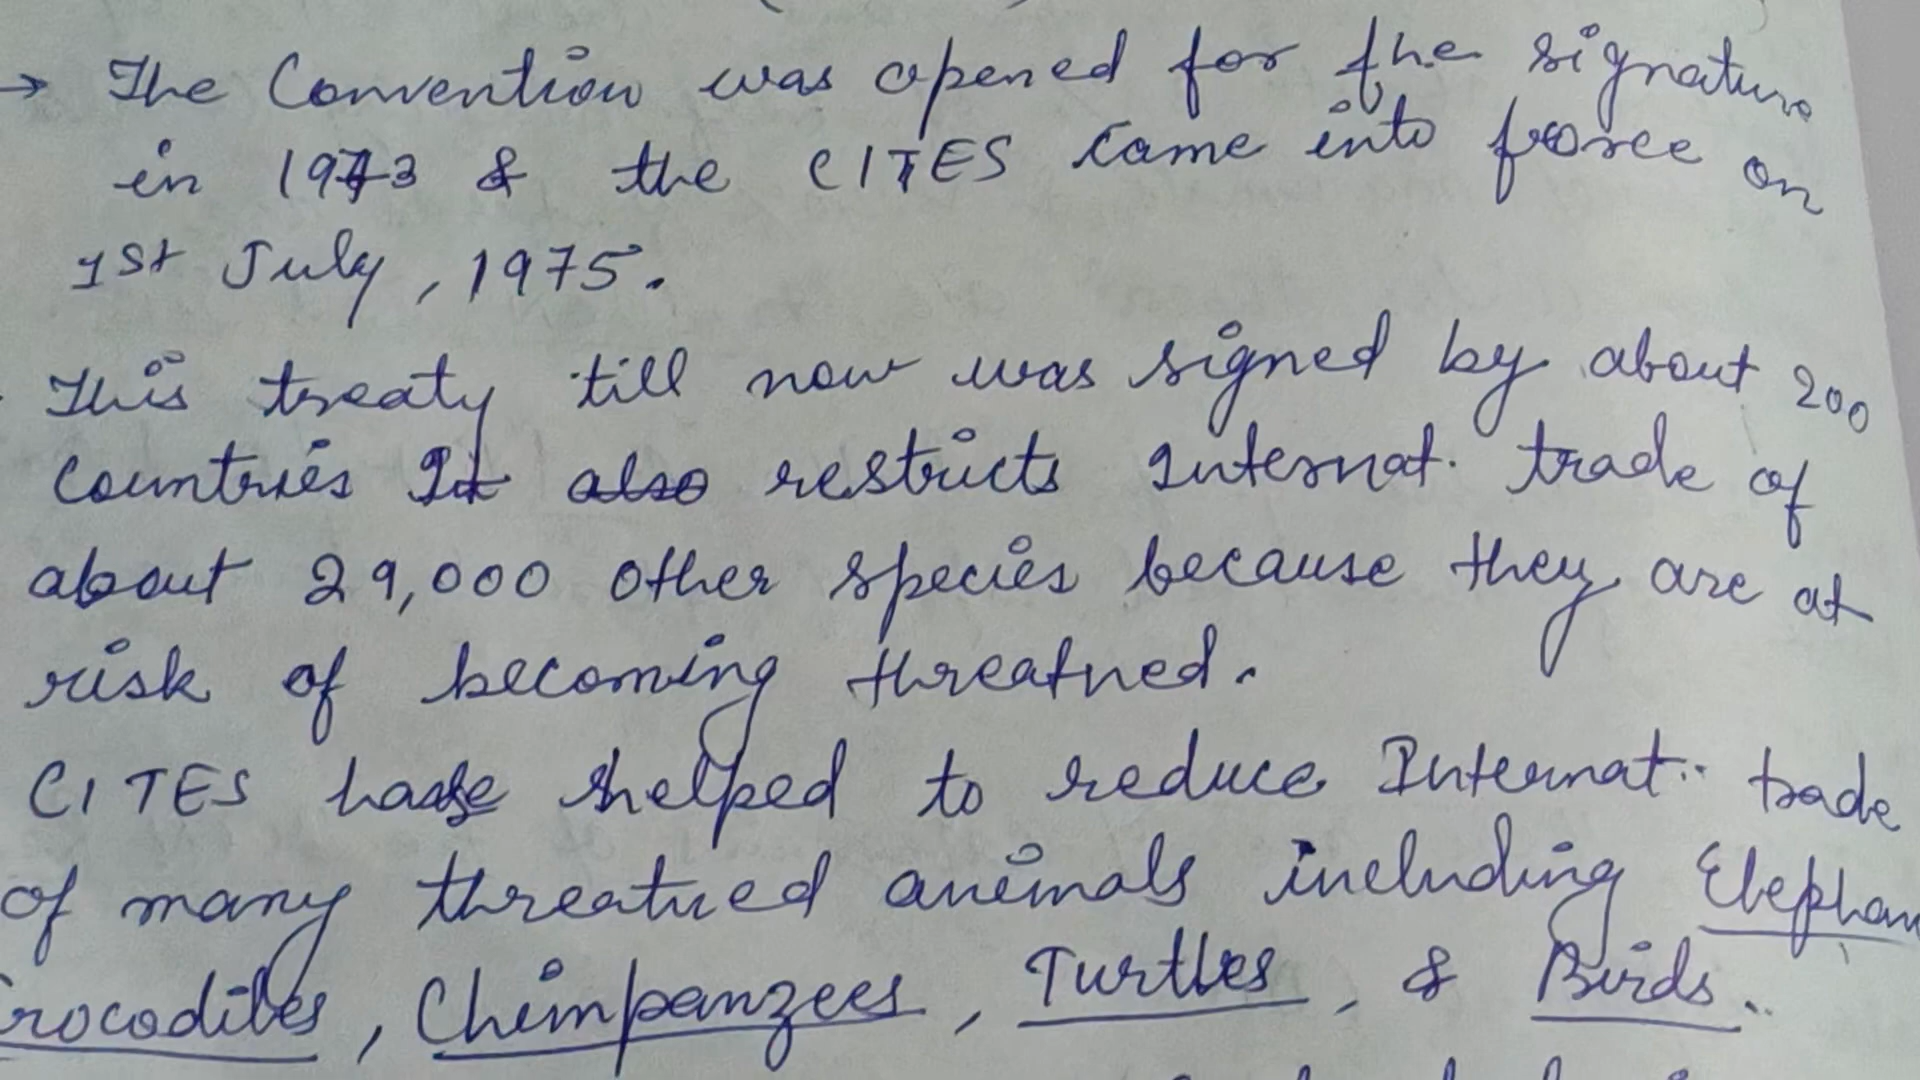 → The Convention was opened for the signature
in 1973 & the CITES came into force on
1st July, 1975.
This treaty till now was signed by about 200
countries It also restricts Internat. trade of
about 29,000 other species because they are at
risk of becoming threatned.
CITES have helped to reduce Internat. trade
of many threatned animals including Elephan
rocodiles, Chimpanzees, Turtles, & Birds.